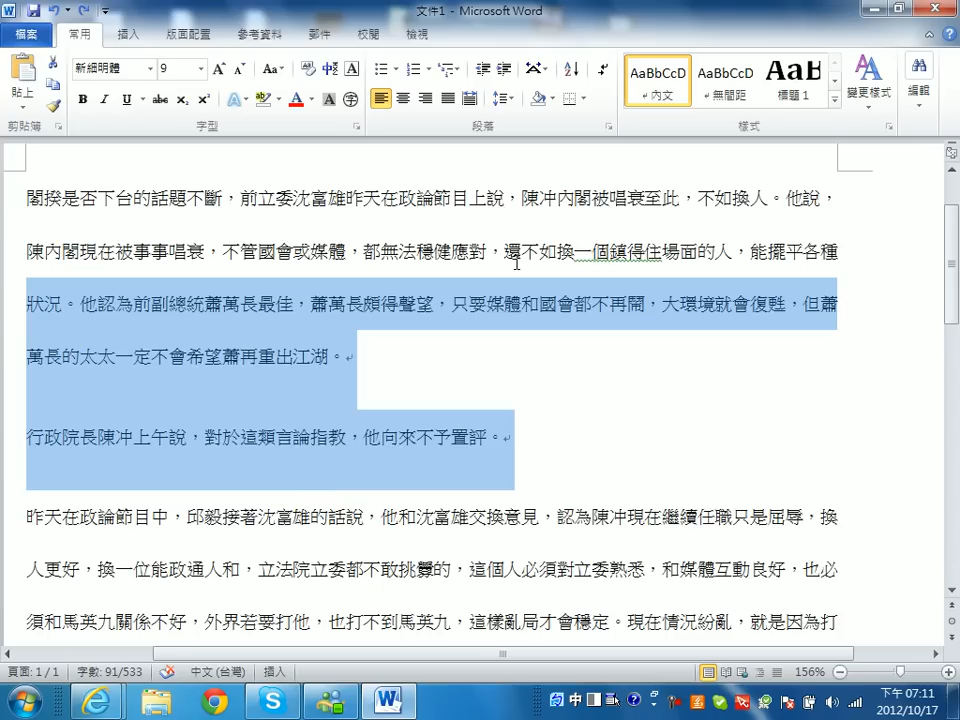 文件1 - Microsoft Word
檔案 常用 插入 版面配置 參考資料 郵件 校閱 檢視
新細明體 9
貼上
剪貼簿 字型 段落 樣式
AaBbCcD AaBbCcD AaB
內文 無間距 標題 1
變更樣式 編輯
閣揆是否下台的話題不斷，前立委沈富雄昨天在政論節目上說，陳冲內閣被唱衰至此，不如換人。他說，
陳內閣現在被事事唱衰，不管國會或媒體，都無法穩健應對，還不如換一個鎮得住場面的人，能擺平各種
狀況。他認為前副總統蕭萬長最佳，蕭萬長頗得聲望，只要媒體和國會都不再鬧，大環境就會復甦，但蕭
萬長的太太一定不會希望蕭再重出江湖。
行政院長陳冲上午說，對於這類言論指教，他向來不予置評。
昨天在政論節目中，邱毅接著沈富雄的話說，他和沈富雄交換意見，認為陳冲現在繼續任職只是屈辱，換
人更好，換一位能政通人和，立法院立委都不敢挑釁的，這個人必須對立委熟悉，和媒體互動良好，也必
須和馬英九關係不好，外界若要打他，也打不到馬英九，這樣亂局才會穩定。現在情況紛亂，就是因為打
頁面: 1 / 1 字數: 91/533 中文 (台灣) 插入 156%
中
下午 07:11
2012/10/17